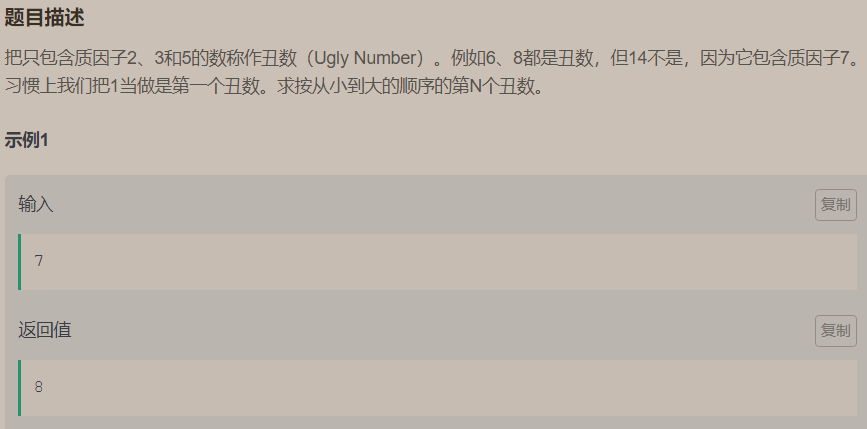 题目描述
把只包含质因子2、3和5的数称作丑数（Ugly Number）。例如6、8都是丑数，但14不是，因为它包含质因子7。
习惯上我们把1当做是第一个丑数。求按从小到大的顺序的第N个丑数。
示例1
输入
复制
7
返回值
复制
8